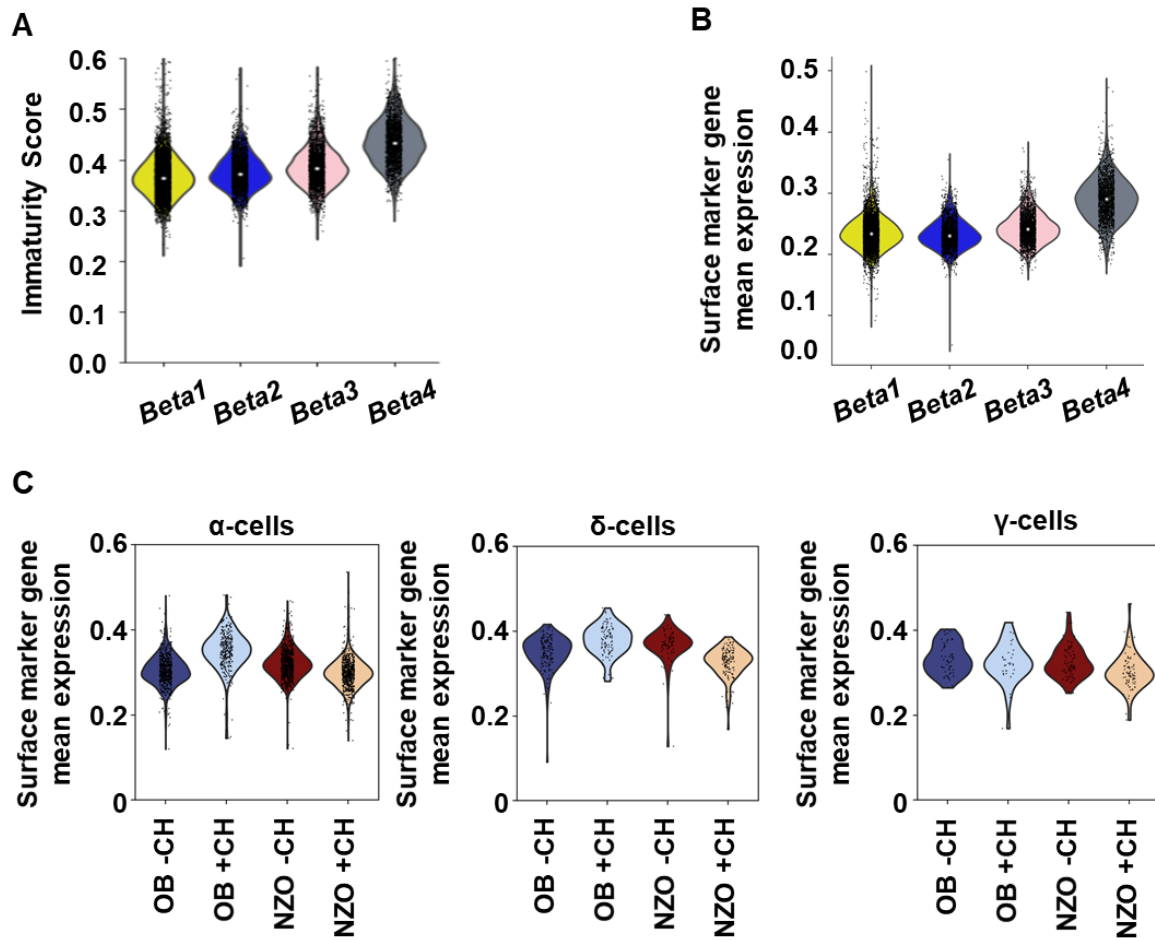 A
Immaturity Score
0.6
0.5
0.4
0.3
0.2
0.1
0.0
Beta1
Beta2
Beta3
Beta4
B
Surface marker gene
mean expression
0.5
0.4
0.3
0.2
0.1
0.0
Beta1
Beta2
Beta3
Beta4
C
α-cells
Surface marker gene
mean expression
0.6
0.4
0.2
0
OB -CH
OB +CH
NZO -CH
NZO +CH
δ-cells
Surface marker gene
mean expression
0.6
0.4
0.2
0
OB -CH
OB +CH
NZO -CH
NZO +CH
γ-cells
Surface marker gene
mean expression
0.6
0.4
0.2
0
OB -CH
OB +CH
NZO -CH
NZO +CH